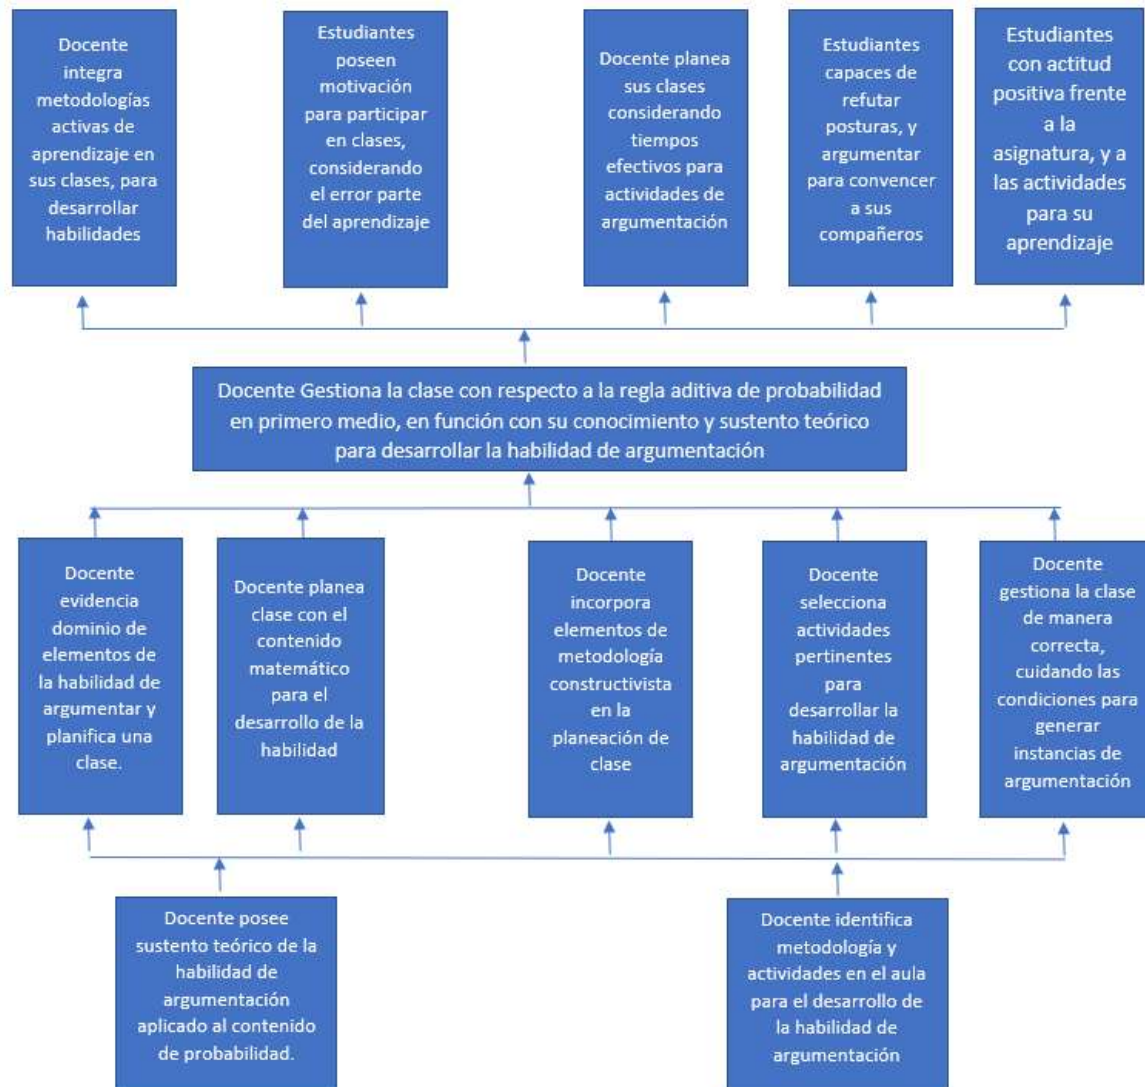 Docente
integra
metodologías
activas de
aprendizaje en
sus clases, para
desarrollar
habilidades
Estudiantes
poseen
motivación
para participar
en clases,
considerando
el error parte
del aprendizaje
Docente planea
sus clases
considerando
tiempos
efectivos para
actividades de
argumentación
Estudiantes
capaces de
refutar
posturas, y
argumentar
para convencer
a sus
compañeros
Estudiantes
con actitud
positiva frente
a la
asignatura, y a
las actividades
para su
aprendizaje
Docente Gestiona la clase con respecto a la regla aditiva de probabilidad
en primero medio, en función con su conocimiento y sustento teórico
para desarrollar la habilidad de argumentación
Docente
evidencia
dominio de
elementos de
la habilidad de
argumentar y
planifica una
clase.
Docente planea
clase con el
contenido
matemático
para el
desarrollo de la
habilidad
Docente
incorpora
elementos de
metodología
constructivista
en la
planeación de
clase
Docente
selecciona
actividades
pertinentes
para
desarrollar la
habilidad de
argumentación
Docente
gestiona la clase
de manera
correcta,
cuidando las
condiciones para
generar
instancias de
argumentación
Docente posee
sustento teórico de la
habilidad de
argumentación
aplicado al contenido
de probabilidad.
Docente identifica
metodología y
actividades en el aula
para el desarrollo de
la habilidad de
argumentación